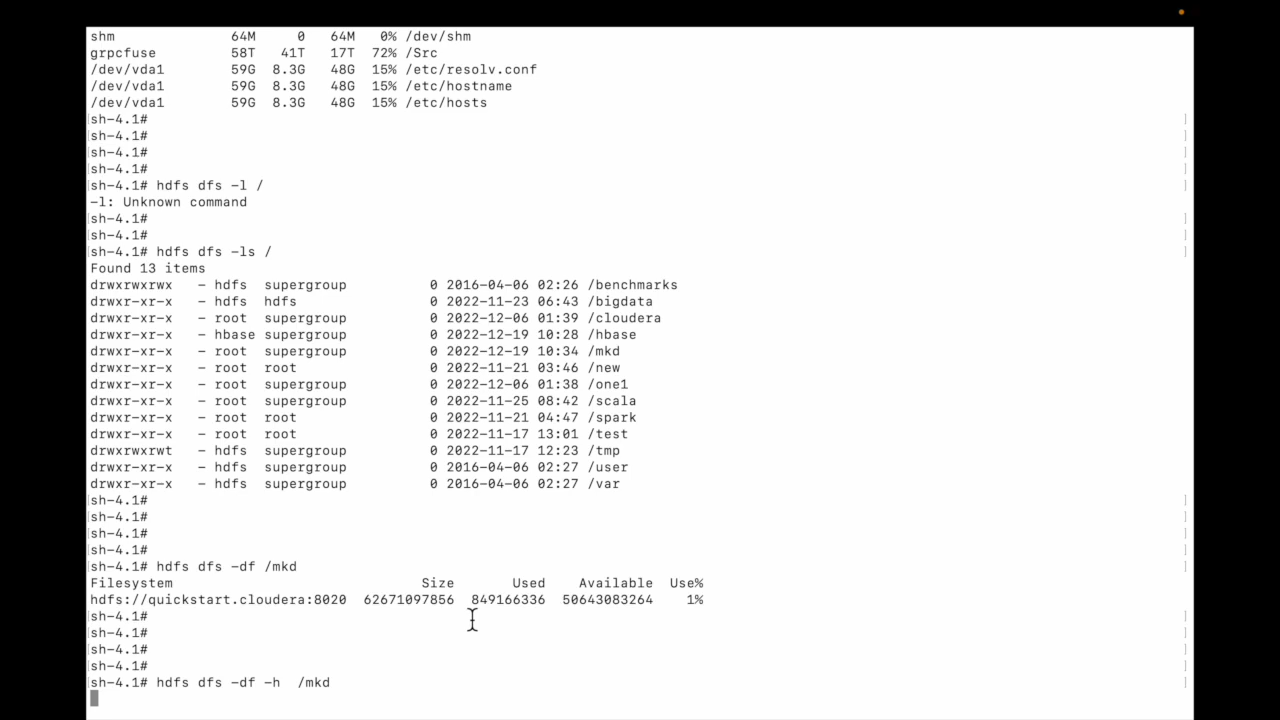 shm              64M     0   64M   0% /dev/shm
grpcfuse         58T   41T   17T  72% /Src
/dev/vda1        59G  8.3G   48G  15% /etc/resolv.conf
/dev/vda1        59G  8.3G   48G  15% /etc/hostname
/dev/vda1        59G  8.3G   48G  15% /etc/hosts
sh-4.1#
sh-4.1#
sh-4.1#
sh-4.1#
sh-4.1# hdfs dfs -l /
-l: Unknown command
sh-4.1#
sh-4.1#
sh-4.1# hdfs dfs -ls /
Found 13 items
drwxrwxrwx   - hdfs  supergroup          0 2016-04-06 02:26 /benchmarks
drwxr-xr-x   - hdfs  hdfs                0 2022-11-23 06:43 /bigdata
drwxr-xr-x   - root  supergroup          0 2022-12-06 01:39 /cloudera
drwxr-xr-x   - hbase supergroup          0 2022-12-19 10:28 /hbase
drwxr-xr-x   - root  supergroup          0 2022-12-19 10:34 /mkd
drwxr-xr-x   - root  root                0 2022-11-21 03:46 /new
drwxr-xr-x   - root  supergroup          0 2022-12-06 01:38 /one1
drwxr-xr-x   - root  supergroup          0 2022-11-25 08:42 /scala
drwxr-xr-x   - root  root                0 2022-11-21 04:47 /spark
drwxr-xr-x   - root  root                0 2022-11-17 13:01 /test
drwxrwxrwt   - hdfs  supergroup          0 2022-11-17 12:23 /tmp
drwxr-xr-x   - hdfs  supergroup          0 2016-04-06 02:27 /user
drwxr-xr-x   - hdfs  supergroup          0 2016-04-06 02:27 /var
sh-4.1#
sh-4.1#
sh-4.1#
sh-4.1#
sh-4.1# hdfs dfs -df /mkd
Filesystem                              Size       Used    Available  Use%
hdfs://quickstart.cloudera:8020  62671097856  849166336  50643083264    1%
sh-4.1#
sh-4.1#
sh-4.1#
sh-4.1#
sh-4.1# hdfs dfs -df -h  /mkd